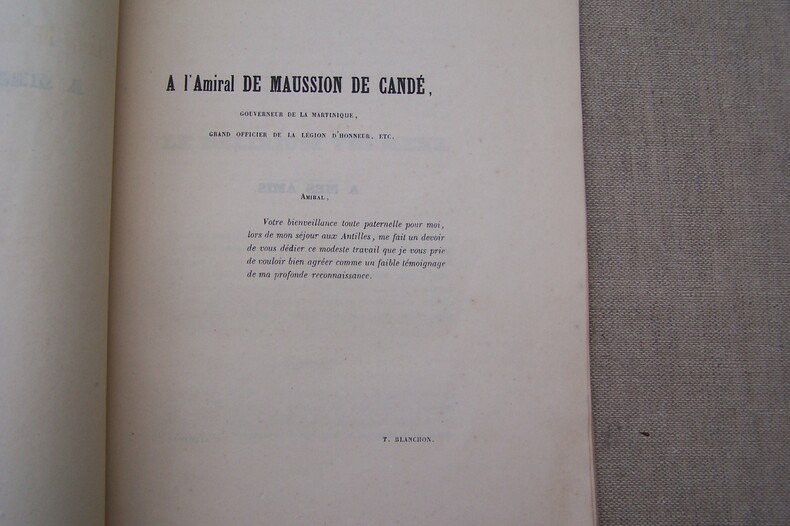 A l'Amiral DE MAUSSION DE CANDÉ,
GOUVERNEUR DE LA MARTINIQUE,
GRAND OFFICIER DE LA LÉGION D'HONNEUR, ETC.
A MES AMIS.
AMIRAL,
Votre bienveillance toute paternelle pour moi,
lors de mon séjour aux Antilles, me fait un devoir
de vous dédier ce modeste travail que je vous prie
de vouloir bien agréer comme un faible témoignage
de ma profonde reconnaissance.
T. BLANCHON.